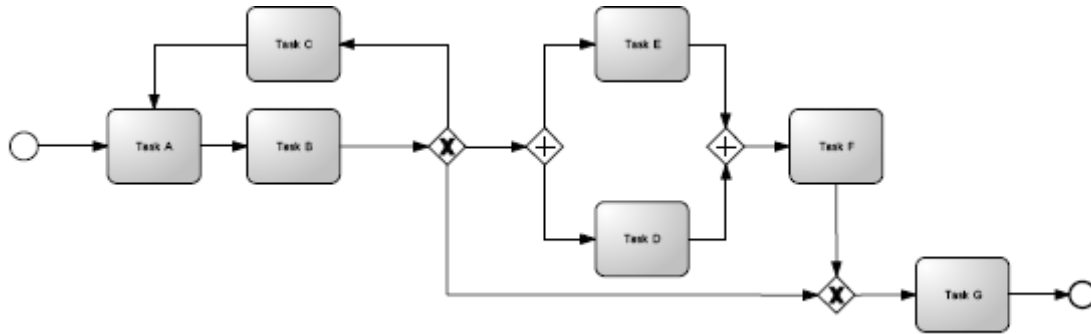 Task C
Task E
Task A
Task B
Task F
Task D
Task G